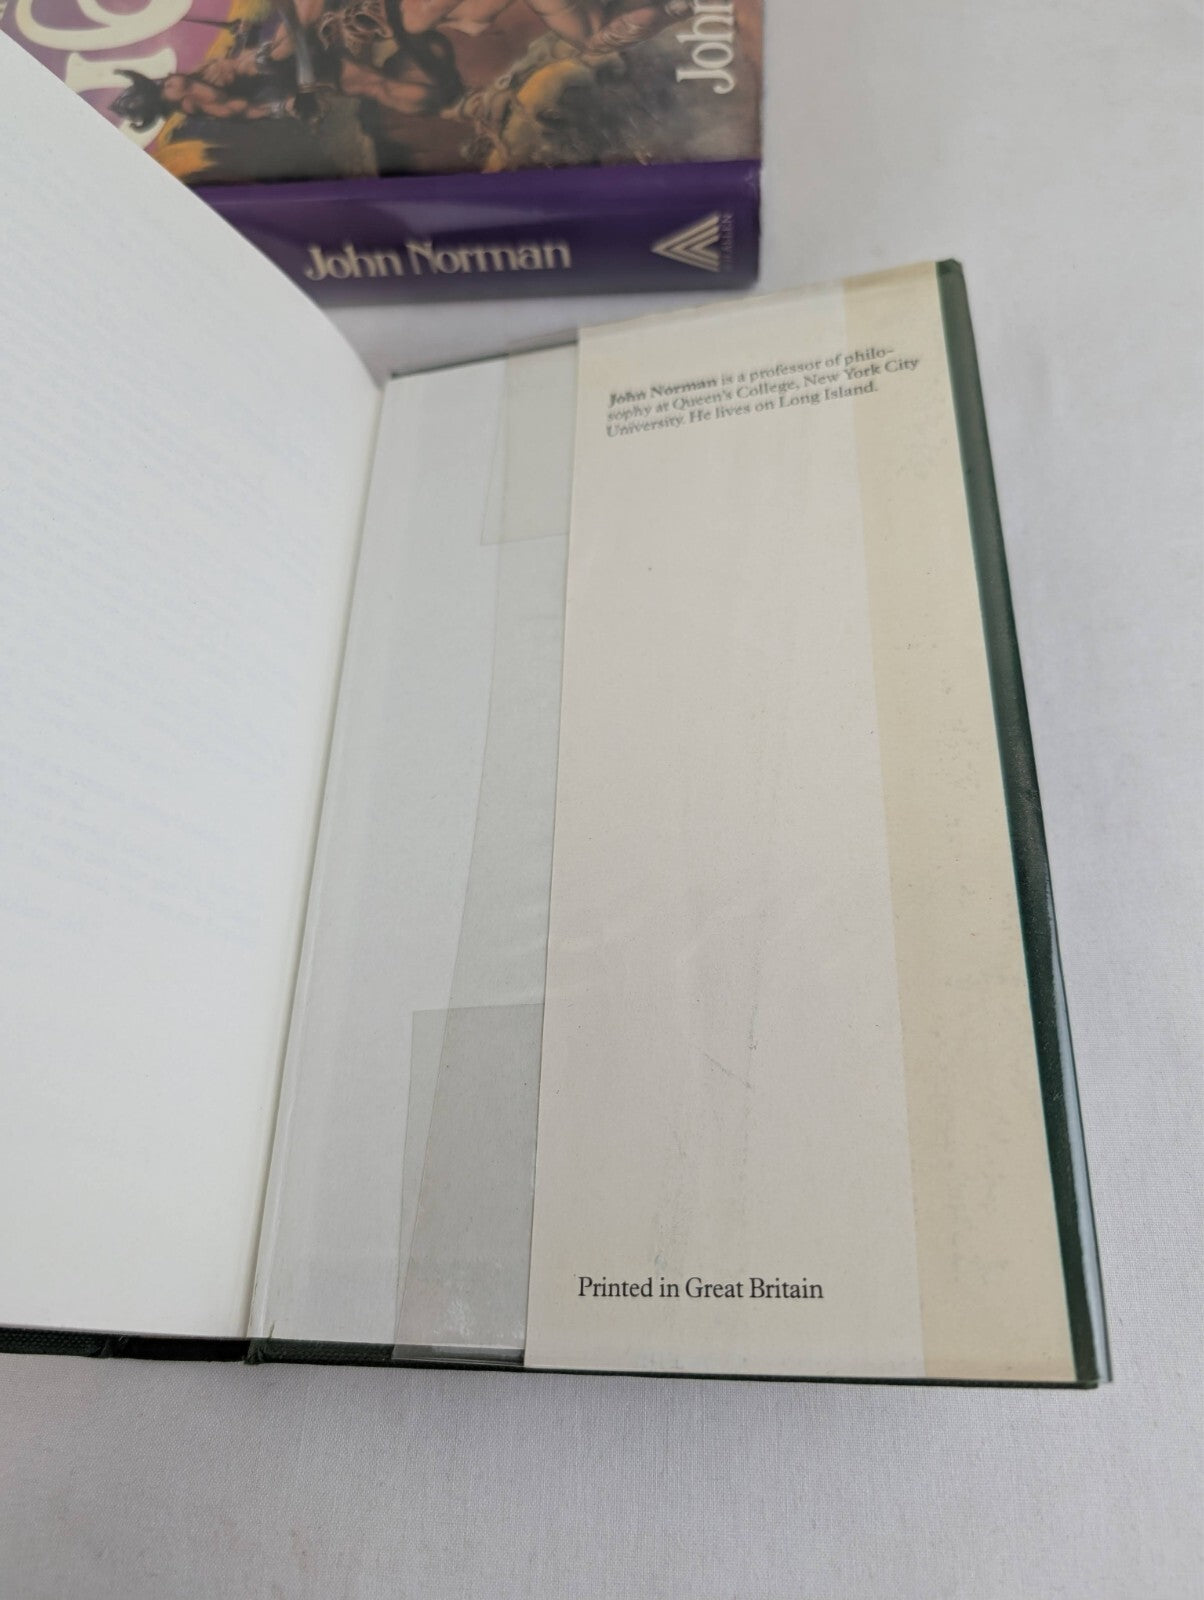 John
John Norman
W.H. ALLEN
John Norman is a professor of philo-
sophy at Queen's College, New York City
University. He lives on Long Island.
Printed in Great Britain